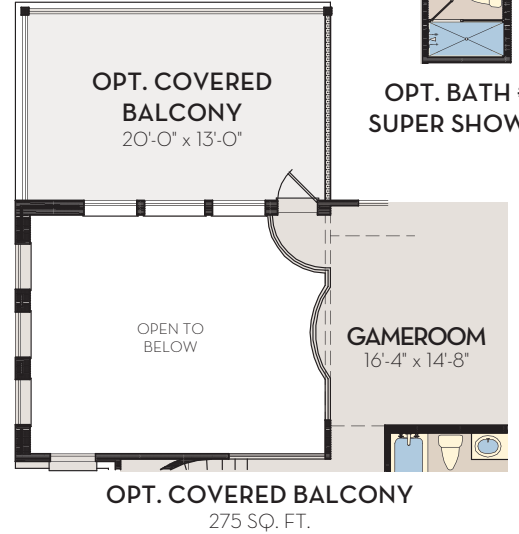 OPT. COVERED
BALCONY
20'-0" x 13'-0"
OPT. BATH
SUPER SHOW
OPEN TO
BELOW
GAMEROOM
16'-4" x 14'-8"
OPT. COVERED BALCONY
275 SQ. FT.